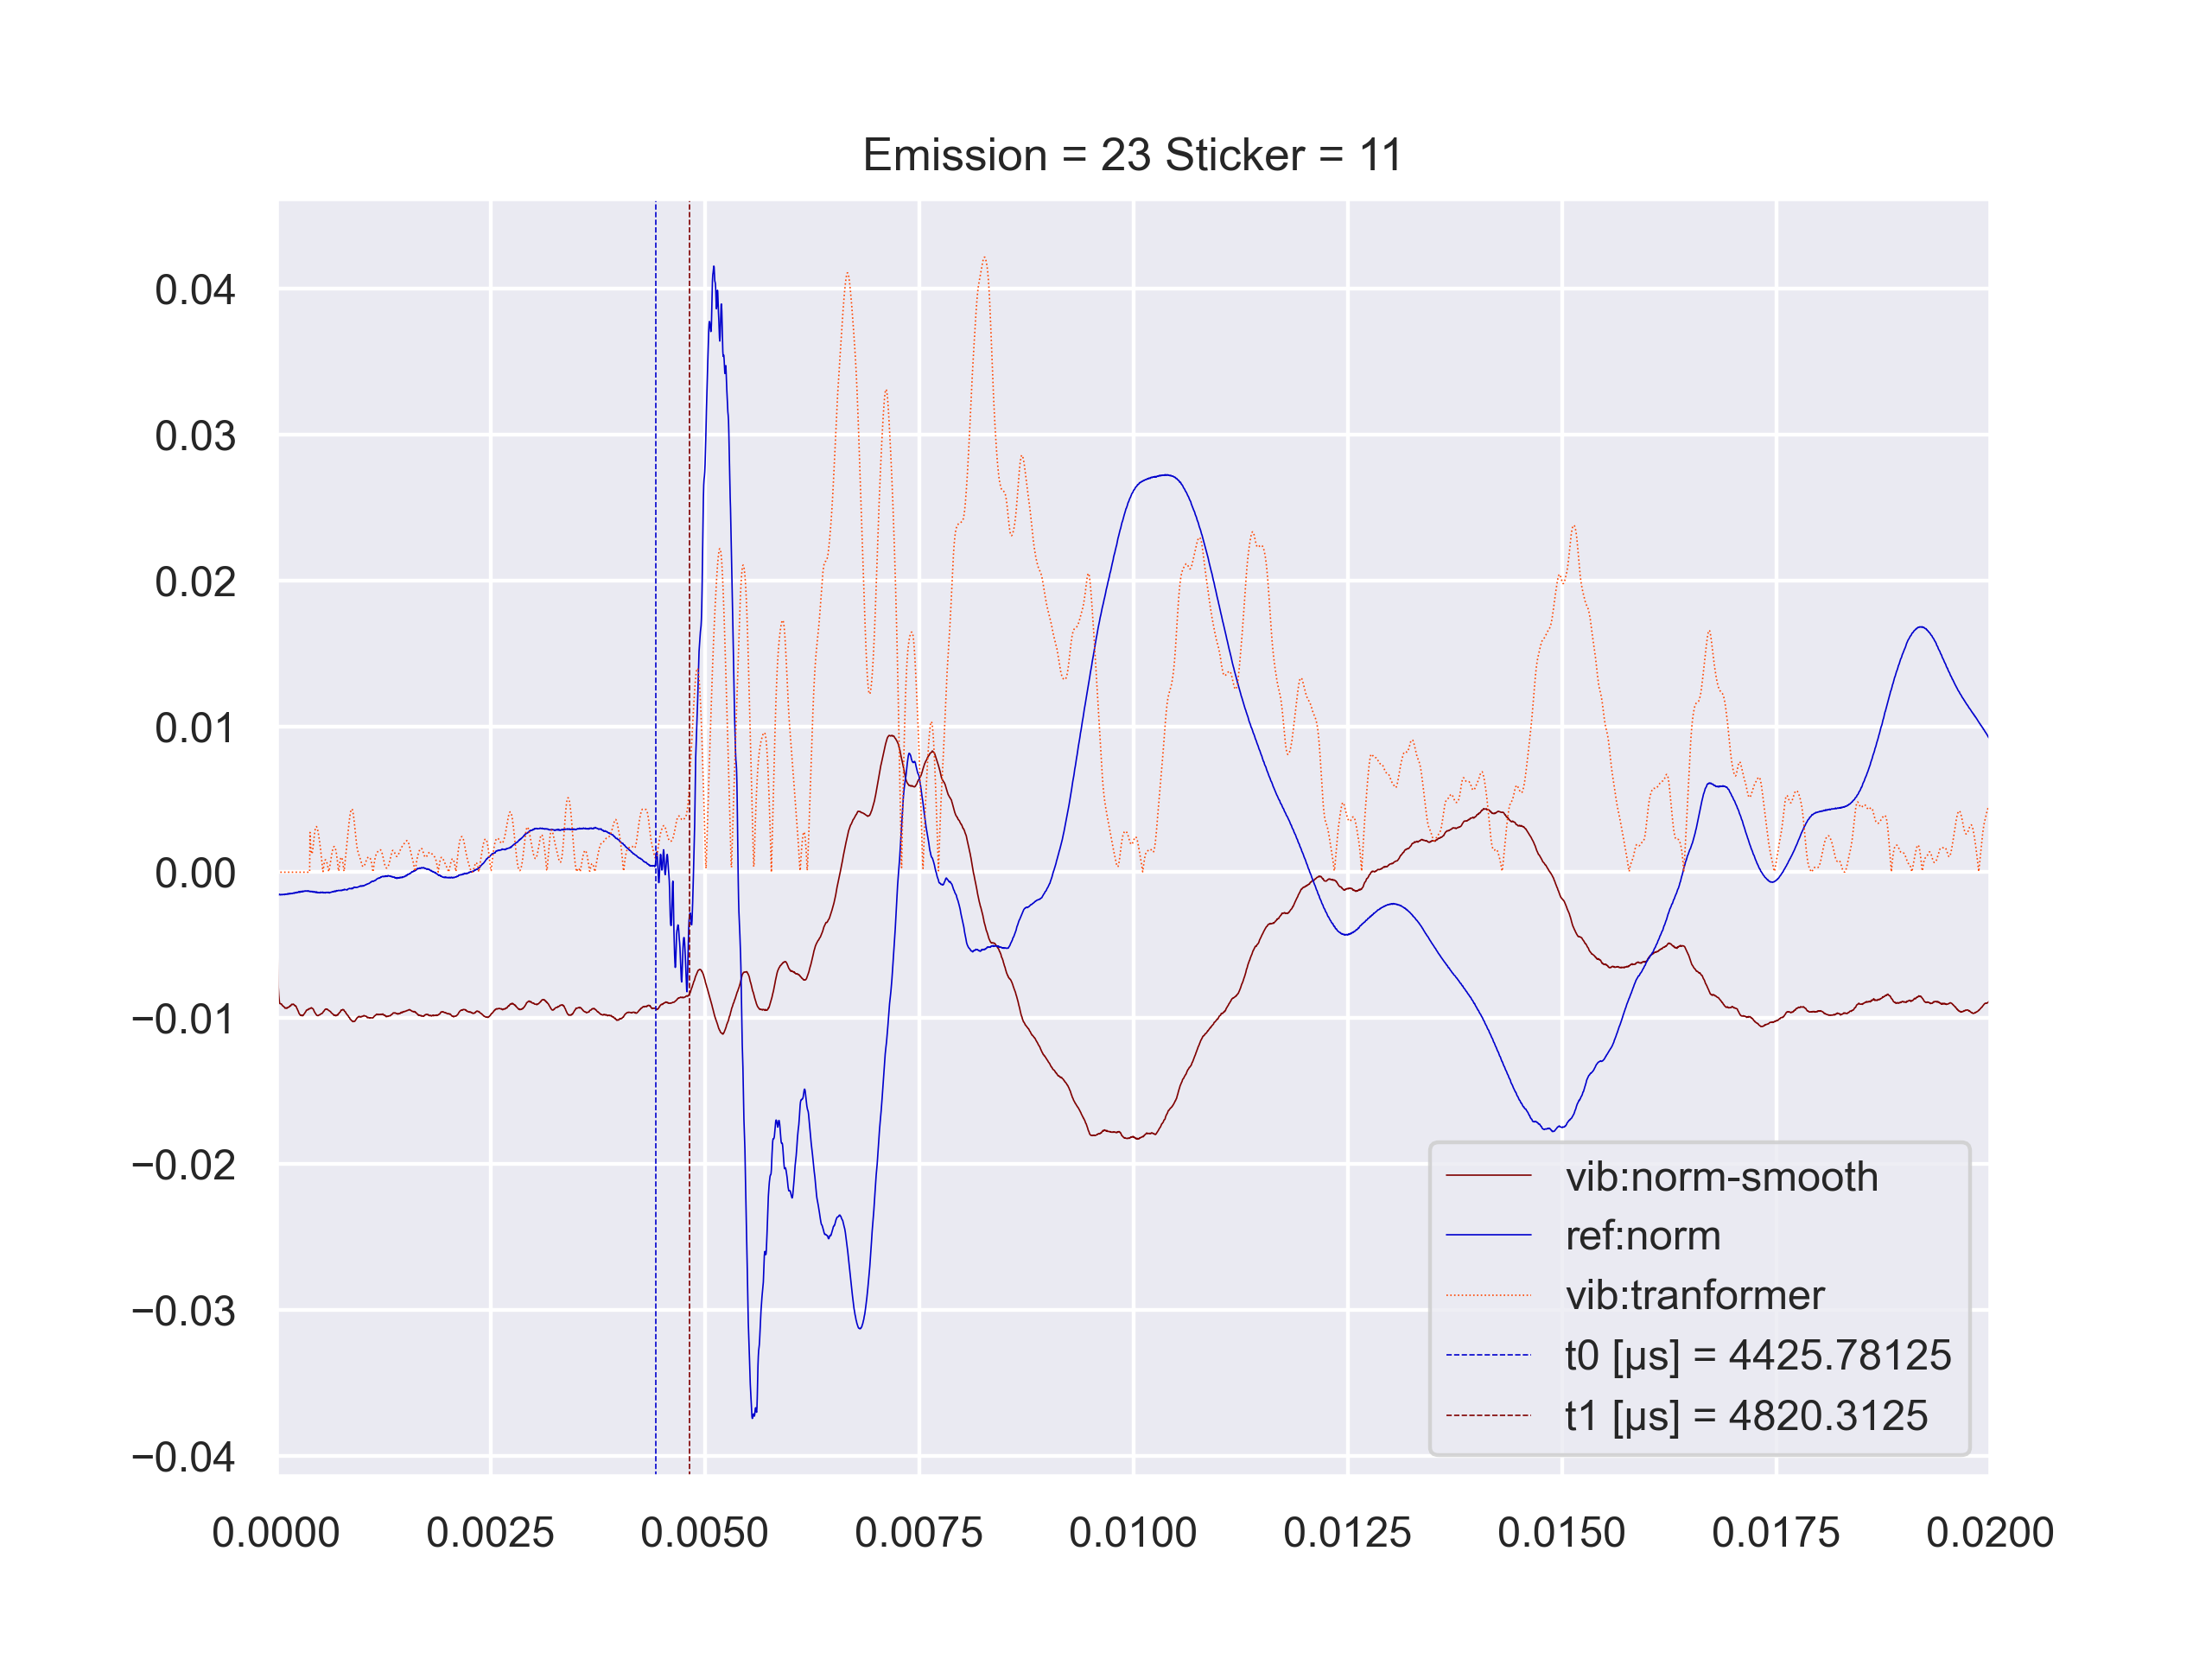 Emission = 23 Sticker = 11
0.04
0.03
0.02
0.01
0.00
−0.01
−0.02
−0.03
−0.04
vib:norm-smooth
ref:norm
vib:tranformer
t0 [µs] = 4425.78125
t1 [µs] = 4820.3125
0.0000 0.0025 0.0050 0.0075 0.0100 0.0125 0.0150 0.0175 0.0200